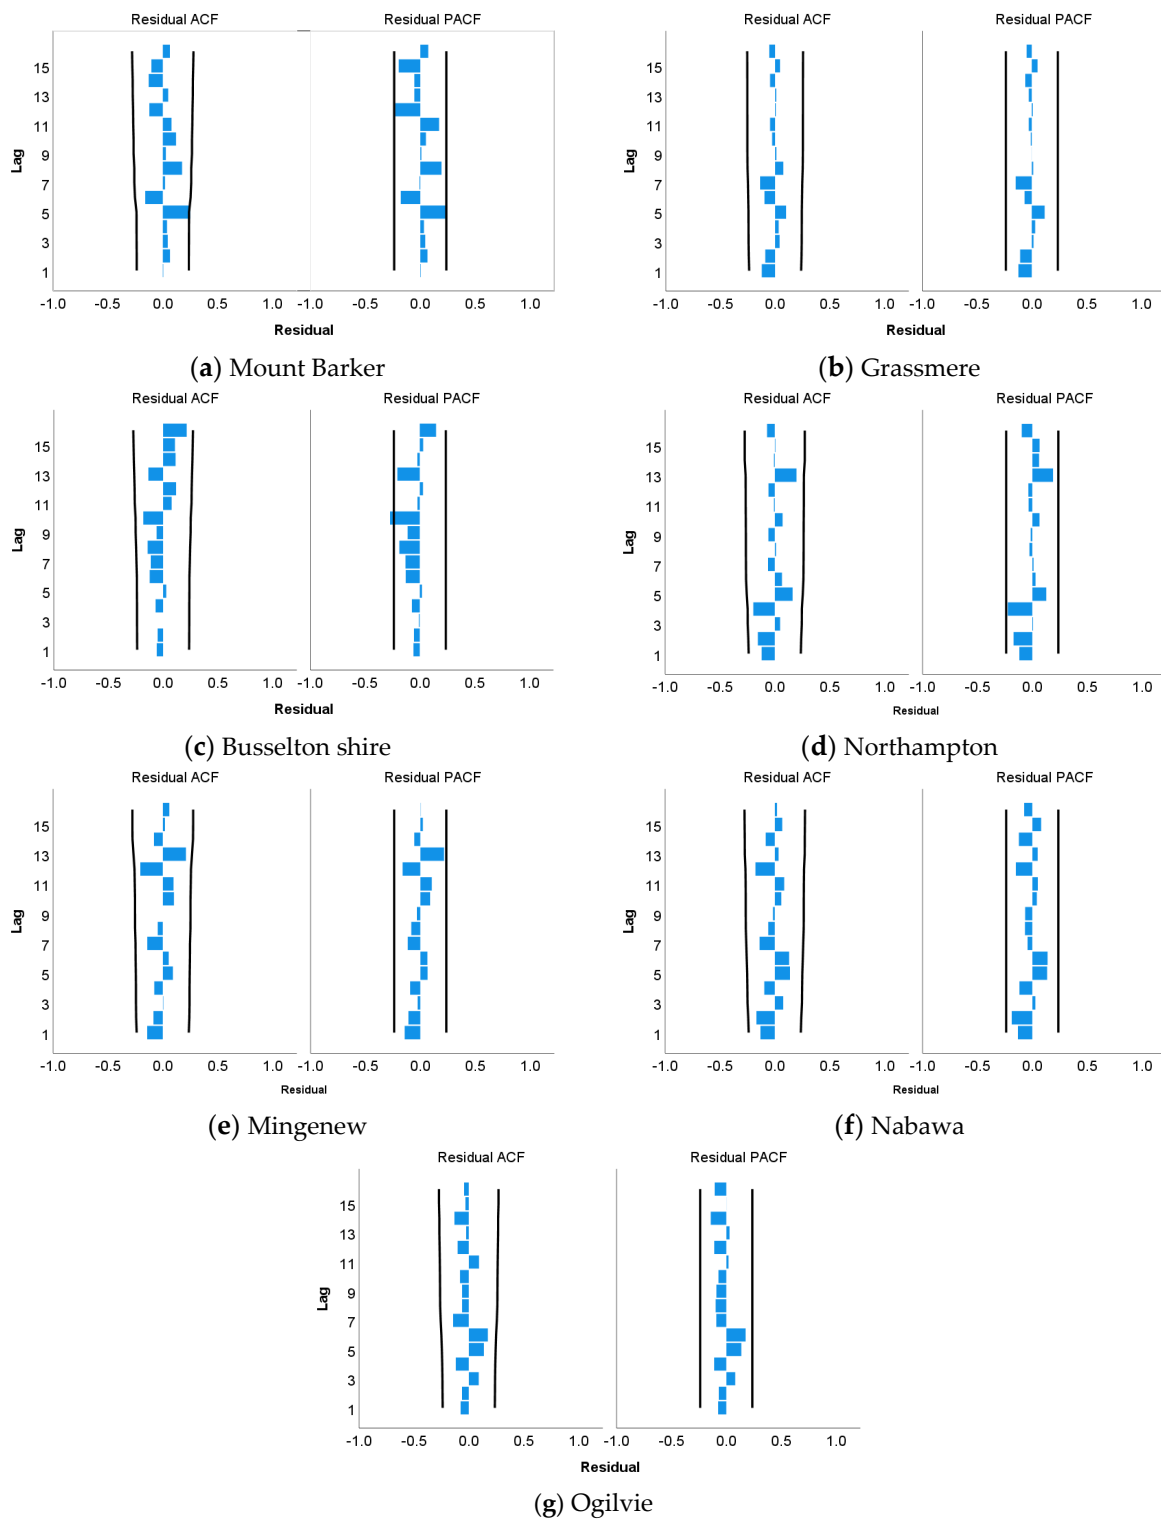 Residual ACF Residual PACF
Lag
15
13
11
9
7
5
3
1
-1.0 -0.5 0.0 0.5 1.0 -1.0 -0.5 0.0 0.5 1.0
Residual
(a) Mount Barker
Residual ACF Residual PACF
Lag
15
13
11
9
7
5
3
1
-1.0 -0.5 0.0 0.5 1.0 -1.0 -0.5 0.0 0.5 1.0
Residual
(b) Grassmere
Residual ACF Residual PACF
Lag
15
13
11
9
7
5
3
1
-1.0 -0.5 0.0 0.5 1.0 -1.0 -0.5 0.0 0.5 1.0
Residual
(c) Busselton shire
Residual ACF Residual PACF
Lag
15
13
11
9
7
5
3
1
-1.0 -0.5 0.0 0.5 1.0 -1.0 -0.5 0.0 0.5 1.0
Residual
(d) Northampton
Residual ACF Residual PACF
Lag
15
13
11
9
7
5
3
1
-1.0 -0.5 0.0 0.5 1.0 -1.0 -0.5 0.0 0.5 1.0
Residual
(e) Mingenew
Residual ACF Residual PACF
Lag
15
13
11
9
7
5
3
1
-1.0 -0.5 0.0 0.5 1.0 -1.0 -0.5 0.0 0.5 1.0
Residual
(f) Nabawa
Residual ACF Residual PACF
Lag
15
13
11
9
7
5
3
1
-1.0 -0.5 0.0 0.5 1.0 -1.0 -0.5 0.0 0.5 1.0
Residual
(g) Ogilvie